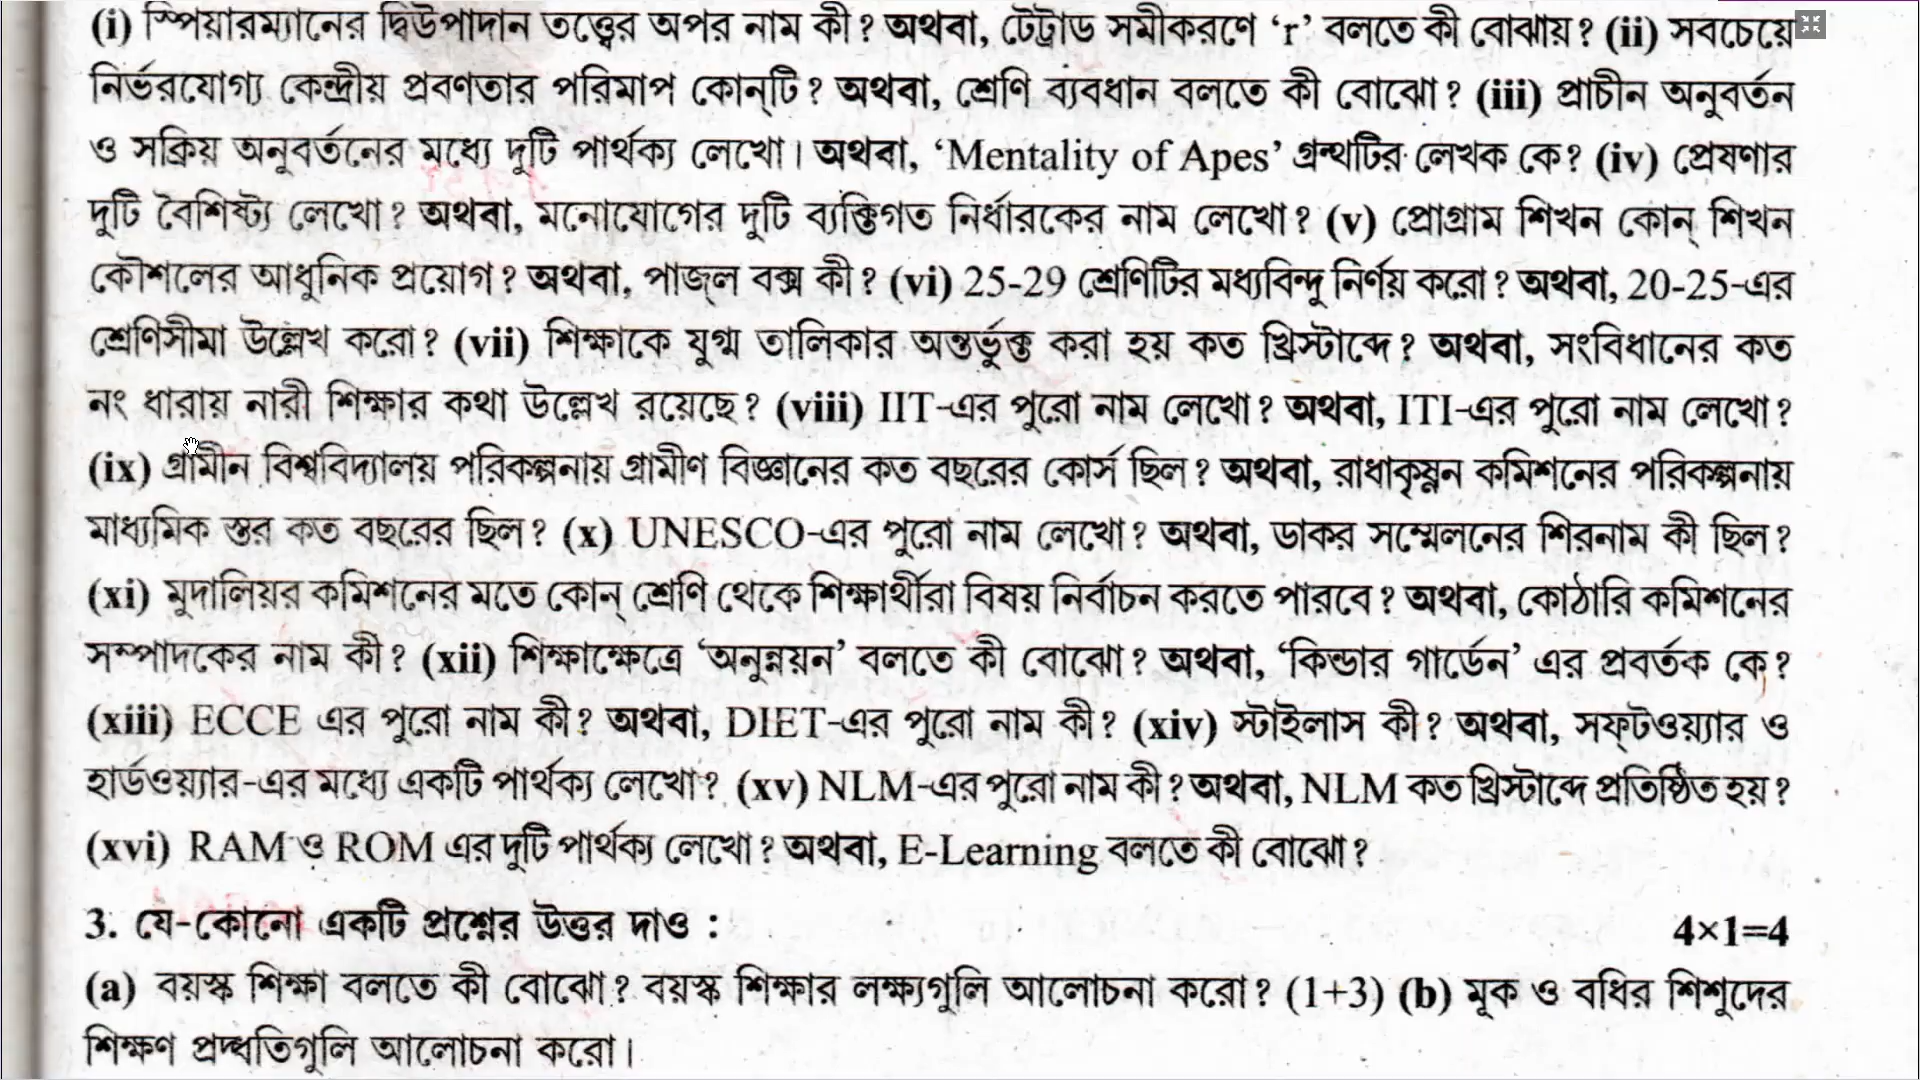 (i) স্পিয়ারম্যানের দ্বিউপাদান তত্ত্বের অপর নাম কী? অথবা, টেট্রাড সমীকরণে ‘r’ বলতে কী বোঝায়? (ii) সবচেয়ে
নির্ভরযোগ্য কেন্দ্রীয় প্রবণতার পরিমাপ কোন্‌টি? অথবা, শ্রেণি ব্যবধান বলতে কী বোঝো? (iii) প্রাচীন অনুবর্তন
ও সক্রিয় অনুবর্তনের মধ্যে দুটি পার্থক্য লেখো। অথবা, ‘Mentality of Apes’ গ্রন্থটির লেখক কে? (iv) প্রেষণার
দুটি বৈশিষ্ট্য লেখো? অথবা, মনোযোগের দুটি ব্যক্তিগত নির্ধারকের নাম লেখো? (v) প্রোগ্রাম শিখন কোন্ শিখন
কৌশলের আধুনিক প্রয়োগ? অথবা, পাজ্‌ল বক্স কী? (vi) 25-29 শ্রেণিটির মধ্যবিন্দু নির্ণয় করো? অথবা, 20-25-এর
শ্রেণিসীমা উল্লেখ করো? (vii) শিক্ষাকে যুগ্ম তালিকার অন্তর্ভুক্ত করা হয় কত খ্রিস্টাব্দে? অথবা, সংবিধানের কত
নং ধারায় নারী শিক্ষার কথা উল্লেখ রয়েছে? (viii) IIT-এর পুরো নাম লেখো? অথবা, ITI-এর পুরো নাম লেখো?
(ix) গ্রামীন বিশ্ববিদ্যালয় পরিকল্পনায় গ্রামীণ বিজ্ঞানের কত বছরের কোর্স ছিল? অথবা, রাধাকৃষ্ণন কমিশনের পরিকল্পনায়
মাধ্যমিক স্তর কত বছরের ছিল? (x) UNESCO-এর পুরো নাম লেখো? অথবা, ডাকর সম্মেলনের শিরনাম কী ছিল?
(xi) মুদালিয়র কমিশনের মতে কোন্ শ্রেণি থেকে শিক্ষার্থীরা বিষয় নির্বাচন করতে পারবে? অথবা, কোঠারি কমিশনের
সম্পাদকের নাম কী? (xii) শিক্ষাক্ষেত্রে ‘অনুন্নয়ন’ বলতে কী বোঝো? অথবা, ‘কিন্ডার গার্ডেন’ এর প্রবর্তক কে?
(xiii) ECCE এর পুরো নাম কী? অথবা, DIET-এর পুরো নাম কী? (xiv) স্টাইলাস কী? অথবা, সফ্‌টওয়্যার ও
হার্ডওয়্যার-এর মধ্যে একটি পার্থক্য লেখো? (xv) NLM-এর পুরো নাম কী? অথবা, NLM কত খ্রিস্টাব্দে প্রতিষ্ঠিত হয়?
(xvi) RAM ও ROM এর দুটি পার্থক্য লেখো? অথবা, E-Learning বলতে কী বোঝো?
3. যে-কোনো একটি প্রশ্নের উত্তর দাও : 4×1=4
(a) বয়স্ক শিক্ষা বলতে কী বোঝো? বয়স্ক শিক্ষার লক্ষ্যগুলি আলোচনা করো? (1+3) (b) মূক ও বধির শিশুদের
শিক্ষণ প্রদ্ধতিগুলি আলোচনা করো।